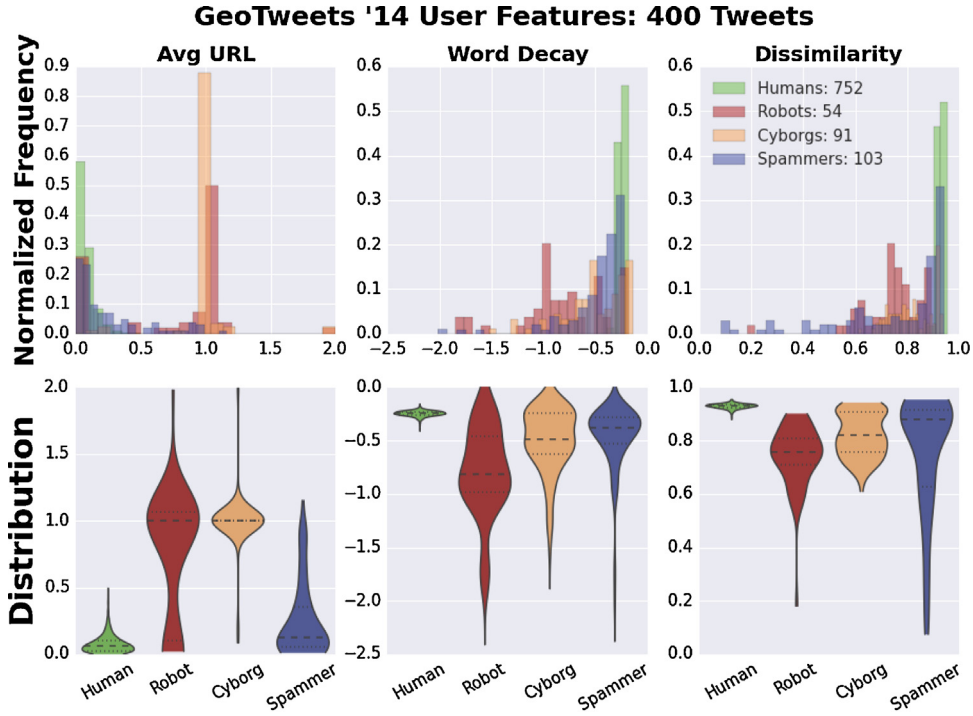 GeoTweets '14 User Features: 400 Tweets
Avg URL
Word Decay
Dissimilarity
Normalized Frequency
0.9
0.8
0.7
0.6
0.5
0.4
0.3
0.2
0.1
0.0
0.0 0.5 1.0 1.5 2.0
0.6
0.5
0.4
0.3
0.2
0.1
0.0
−2.5 −2.0 −1.5 −1.0 −0.5 0.0
0.6
0.5
0.4
0.3
0.2
0.1
0.0
0.0 0.2 0.4 0.6 0.8 1.0
Humans: 752
Robots: 54
Cyborgs: 91
Spammers: 103
Distribution
2.0
1.5
1.0
0.5
0.0
Human Robot Cyborg Spammer
0.0
−0.5
−1.0
−1.5
−2.0
−2.5
Human Robot Cyborg Spammer
1.0
0.8
0.6
0.4
0.2
0.0
Human Robot Cyborg Spammer